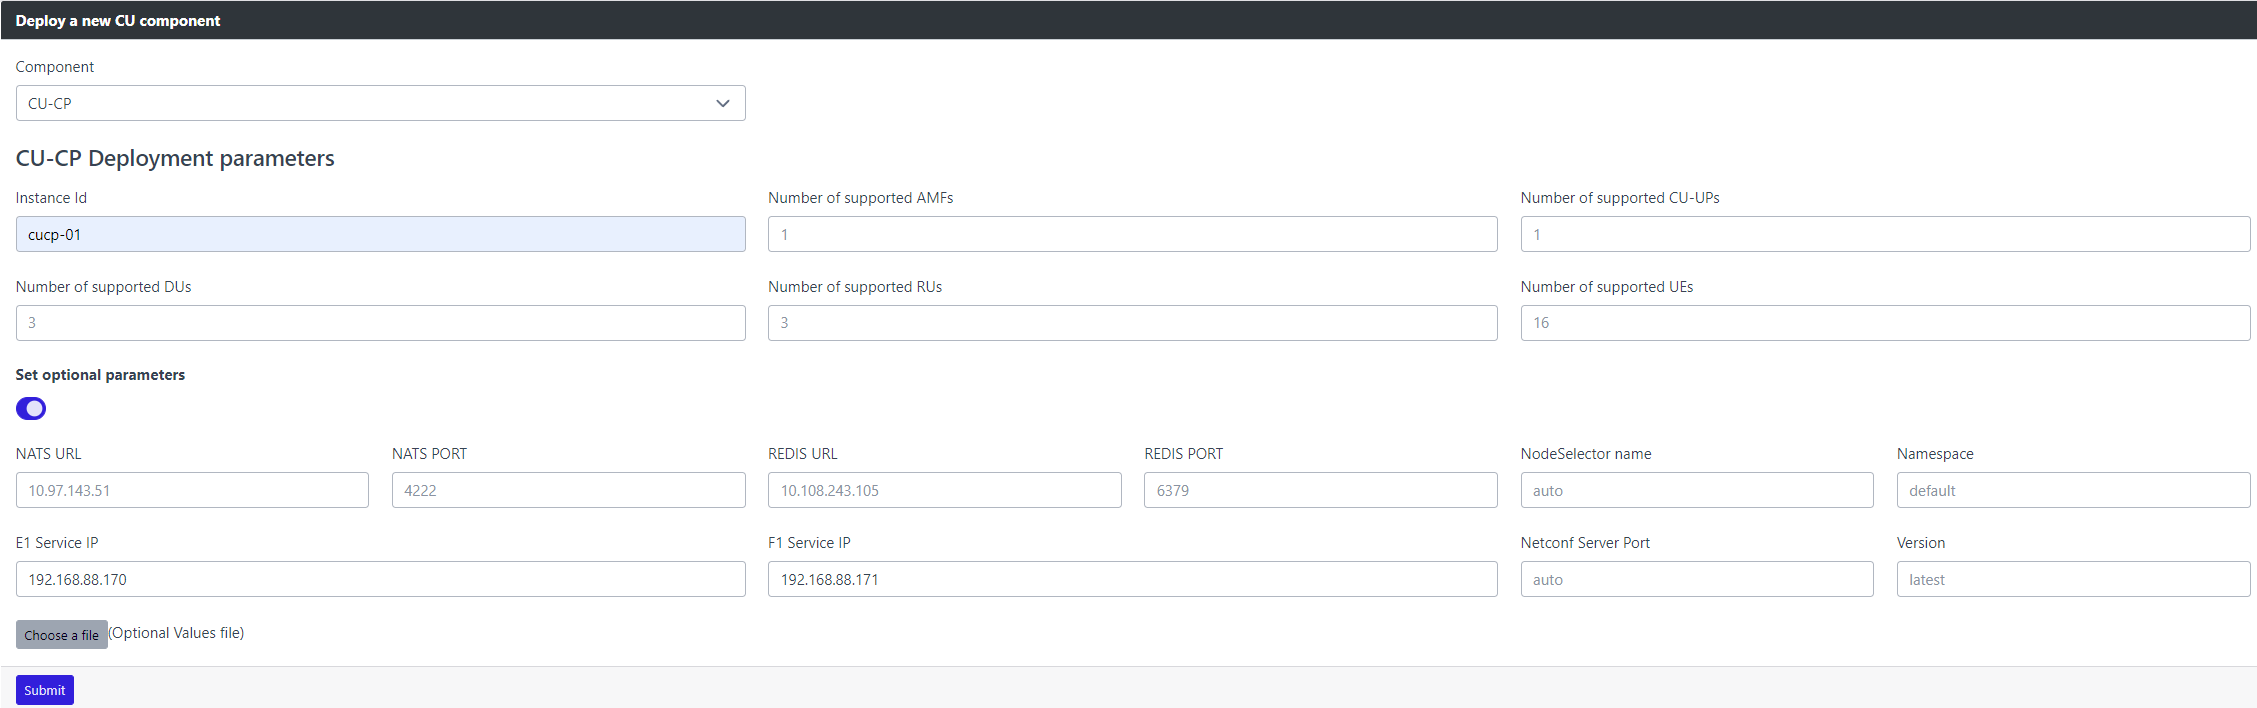 Deploy a new CU component
Component
CU-CP
CU-CP Deployment parameters
Instance Id
Number of supported AMFs
Number of supported CU-UPs
cucp-01
1
1
Number of supported DUs
Number of supported RUs
Number of supported UEs
3
3
16
Set optional parameters
NATS URL
NATS PORT
REDIS URL
REDIS PORT
NodeSelector name
Namespace
10.97.143.51
4222
10.108.243.105
6379
auto
default
E1 Service IP
F1 Service IP
Netconf Server Port
Version
192.168.88.170
192.168.88.171
auto
latest
Choose a file (Optional Values file)
Submit